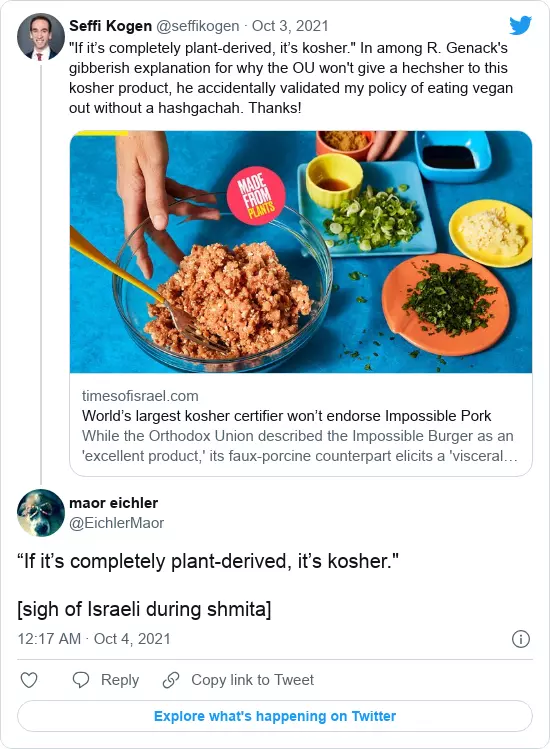 Seffi Kogen @seffikogen · Oct 3, 2021
"If it’s completely plant-derived, it’s kosher." In among R. Genack's
gibberish explanation for why the OU won't give a hechsher to this
kosher product, he accidentally validated my policy of eating vegan
out without a hashgachah. Thanks!
MADE
FROM
PLANTS
timesofisrael.com
World’s largest kosher certifier won’t endorse Impossible Pork
While the Orthodox Union described the Impossible Burger as an
'excellent product,' its faux-porcine counterpart elicits a 'visceral…
maor eichler
@EichlerMaor
“If it’s completely plant-derived, it’s kosher."
[sigh of Israeli during shmita]
12:17 AM · Oct 4, 2021
Reply
Copy link to Tweet
Explore what's happening on Twitter